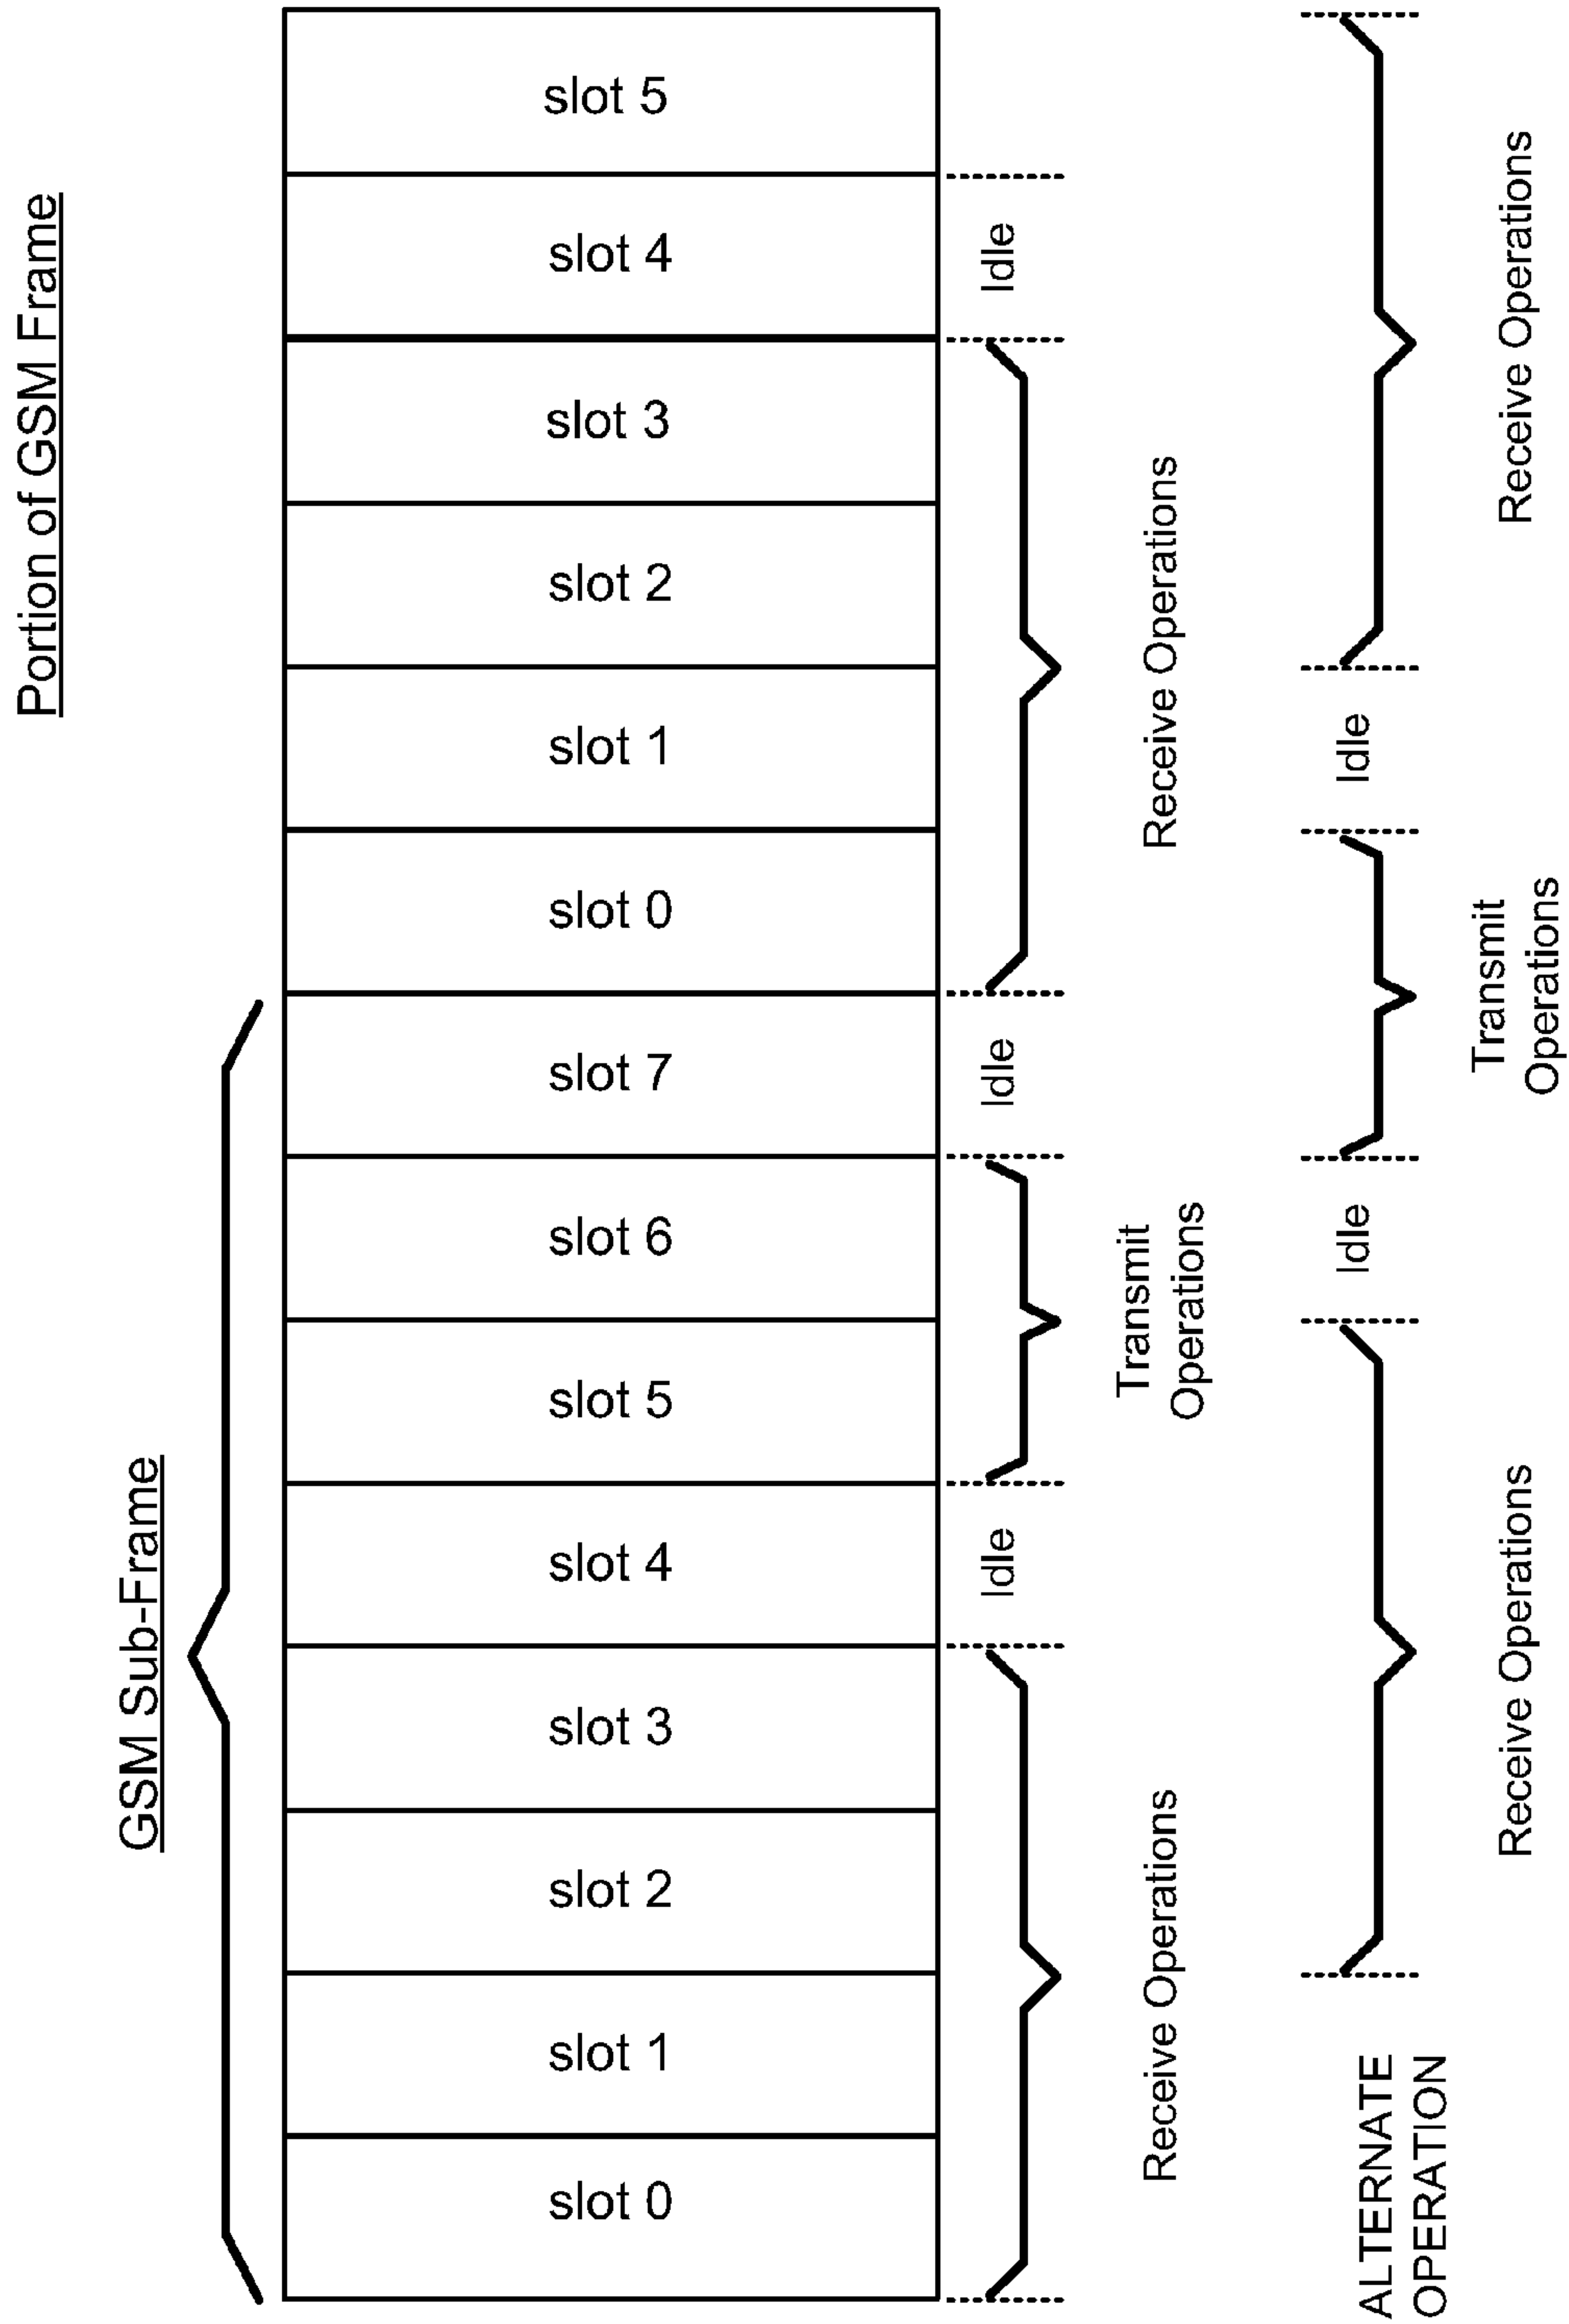 Portion of GSM Frame
GSM Sub-Frame
slot 0
slot 1
slot 2
slot 3
slot 4
slot 5
slot 6
slot 7
slot 0
slot 1
slot 2
slot 3
slot 4
slot 5
Receive Operations
Idle
Transmit
Operations
Idle
Receive Operations
Idle
ALTERNATE
OPERATION
Receive Operations
Idle
Transmit
Operations
Idle
Receive Operations